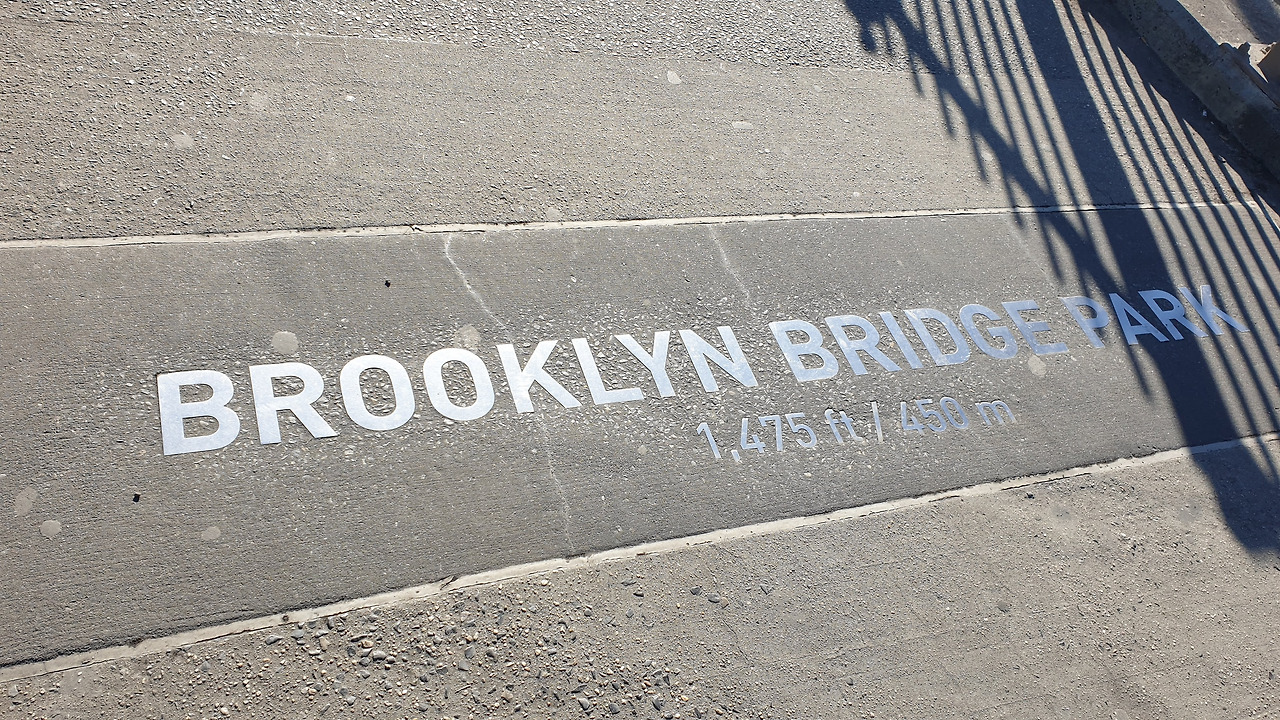 BROOKLYN BRIDGE PARK
1,475 ft / 450 m